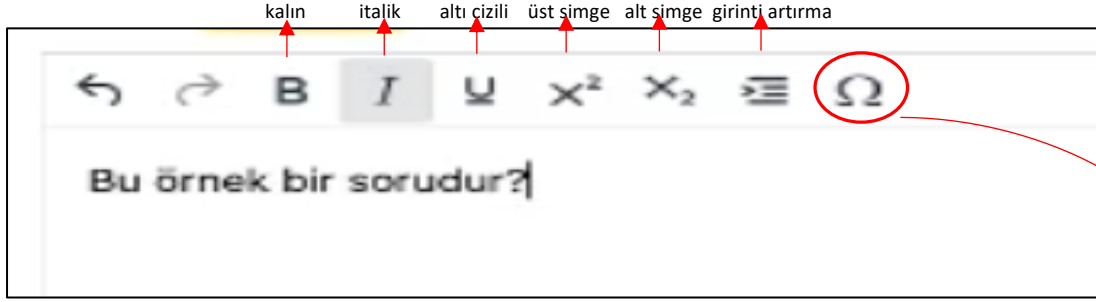 kalın italik altı çizili üst simge alt simge girinti artırma
B I U x² X₂ Ω
Bu örnek bir sorudur?